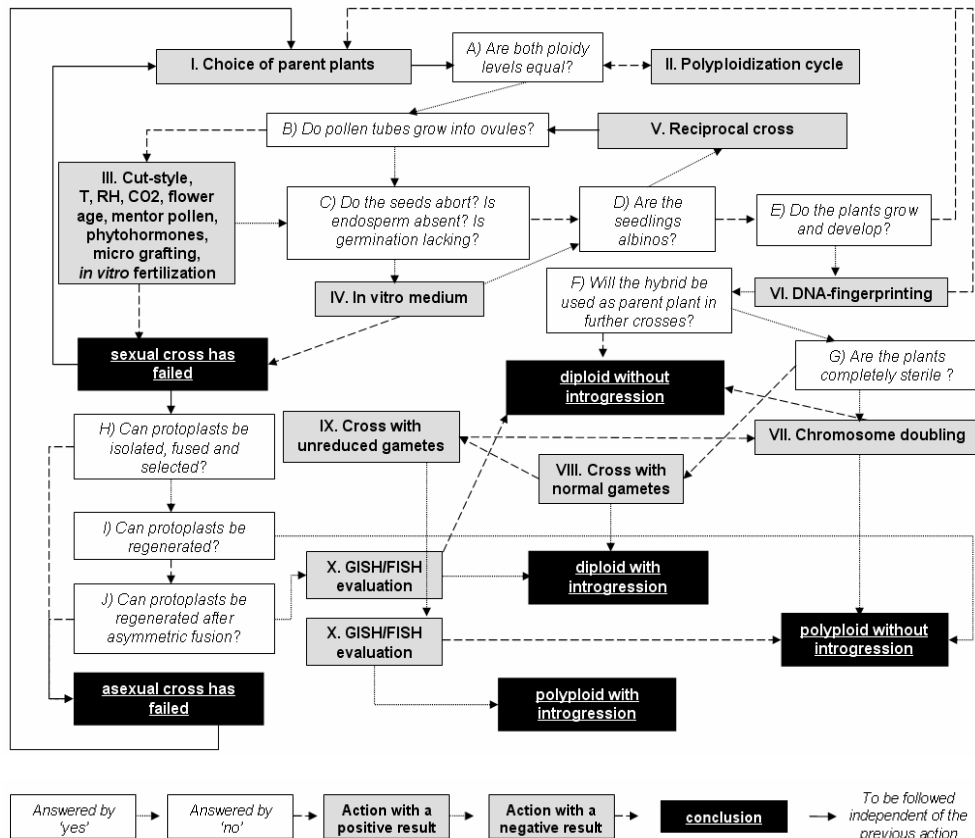 I. Choice of parent plants
A) Are both ploidy
levels equal?
II. Polyploidization cycle
B) Do pollen tubes grow into ovules?
V. Reciprocal cross
III. Cut-style,
T, RH, CO2, flower
age, mentor pollen,
phytohormones,
micro grafting,
in vitro fertilization
C) Do the seeds abort? Is
endosperm absent? Is
germination lacking?
D) Are the
seedlings
albinos?
E) Do the plants grow
and develop?
IV. In vitro medium
F) Will the hybrid be
used as parent plant in
further crosses?
VI. DNA-fingerprinting
sexual cross has
failed
diploid without
introgression
G) Are the plants
completely sterile ?
H) Can protoplasts be
isolated, fused and
selected?
IX. Cross with
unreduced gametes
VII. Chromosome doubling
VIII. Cross with
normal gametes
I) Can protoplasts be
regenerated?
X. GISH/FISH
evaluation
diploid with
introgression
J) Can protoplasts be
regenerated after
asymmetric fusion?
X. GISH/FISH
evaluation
polyploid without
introgression
asexual cross has
failed
polyploid with
introgression
Answered by
'yes'
Answered by
'no'
Action with a
positive result
Action with a
negative result
conclusion
To be followed
independent of the
previous action